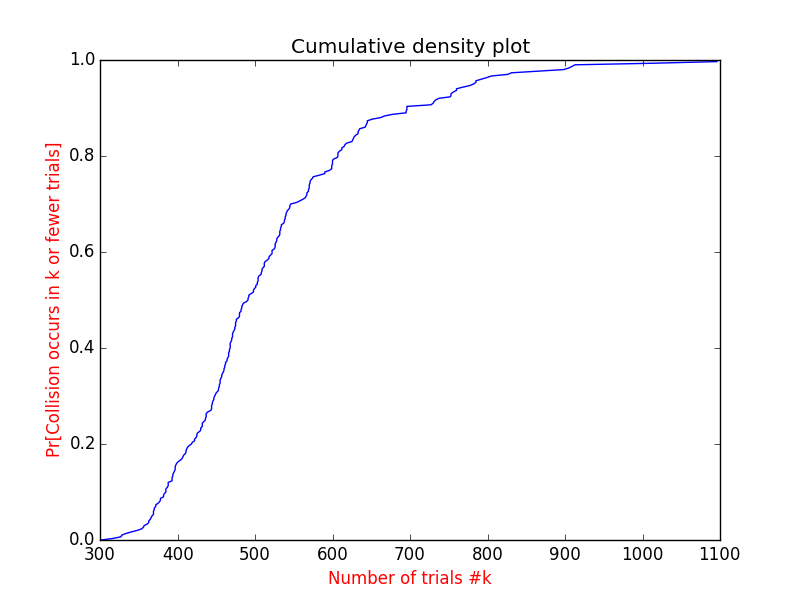 Cumulative density plot
1.0
0.8
0.6
0.4
0.2
0.0
Pr[Collision occurs in k or fewer trials]
300 400 500 600 700 800 900 1000 1100
Number of trials #k